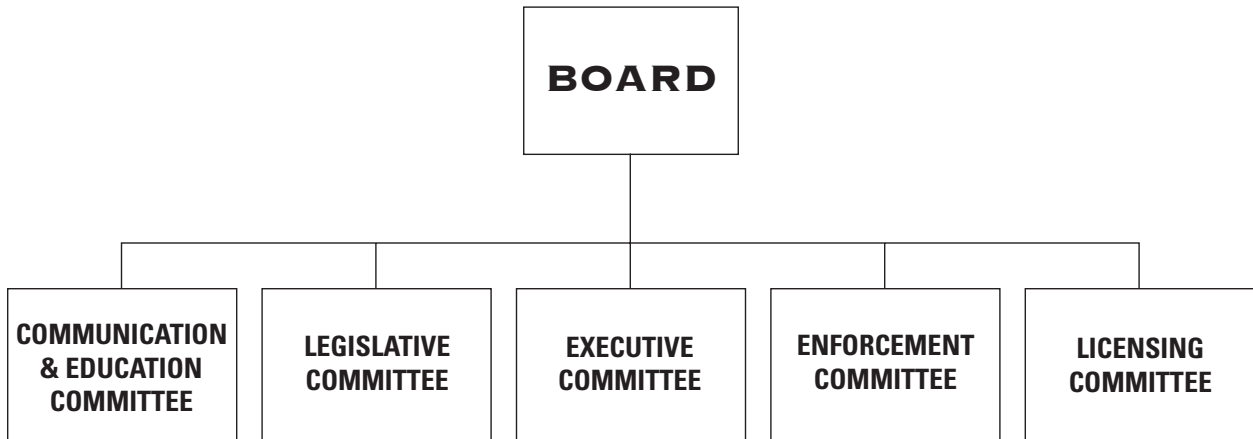 BOARD
COMMUNICATION
& EDUCATION
COMMITTEE
LEGISLATIVE
COMMITTEE
EXECUTIVE
COMMITTEE
ENFORCEMENT
COMMITTEE
LICENSING
COMMITTEE